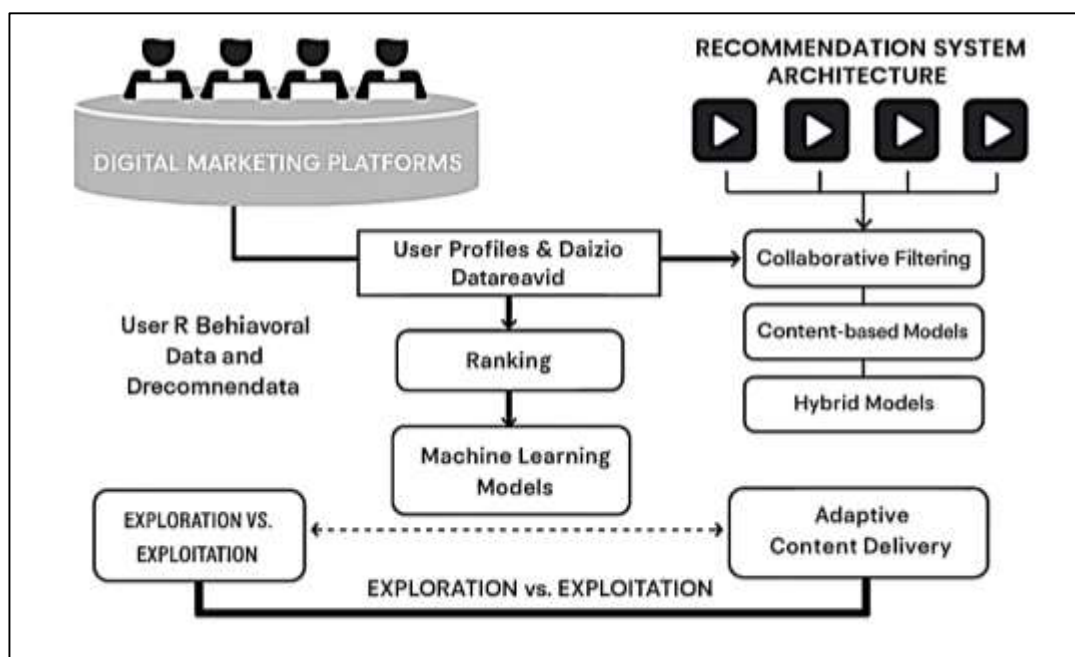 RECOMMENDATION SYSTEM
ARCHITECTURE
DIGITAL MARKETING PLATFORMS
User Profiles & Daizio
Datareavid
Collaborative Filtering
User R Behiavoral
Data and
Drecomnendata
Content-based Models
Ranking
Hybrid Models
Machine Learning
Models
EXPLORATION VS.
EXPLOITATION
Adaptive
Content Delivery
EXPLORATION vs. EXPLOITATION